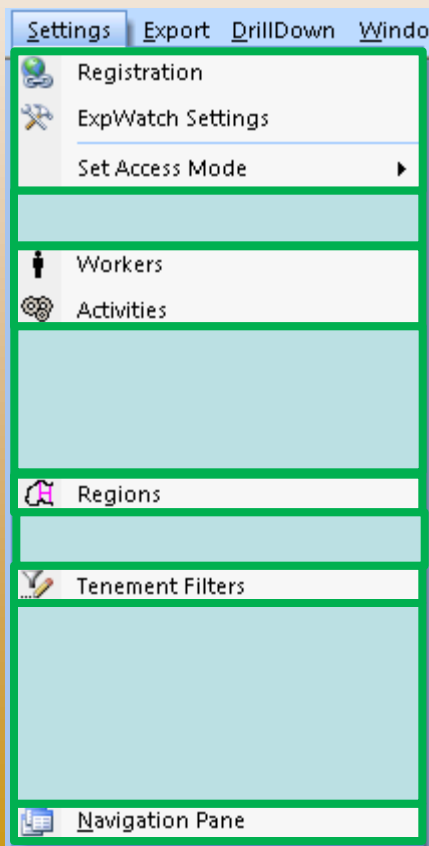 Settings Export DrillDown Windo
Registration
ExpWatch Settings
Set Access Mode
Workers
Activities
Regions
Tenement Filters
Navigation Pane